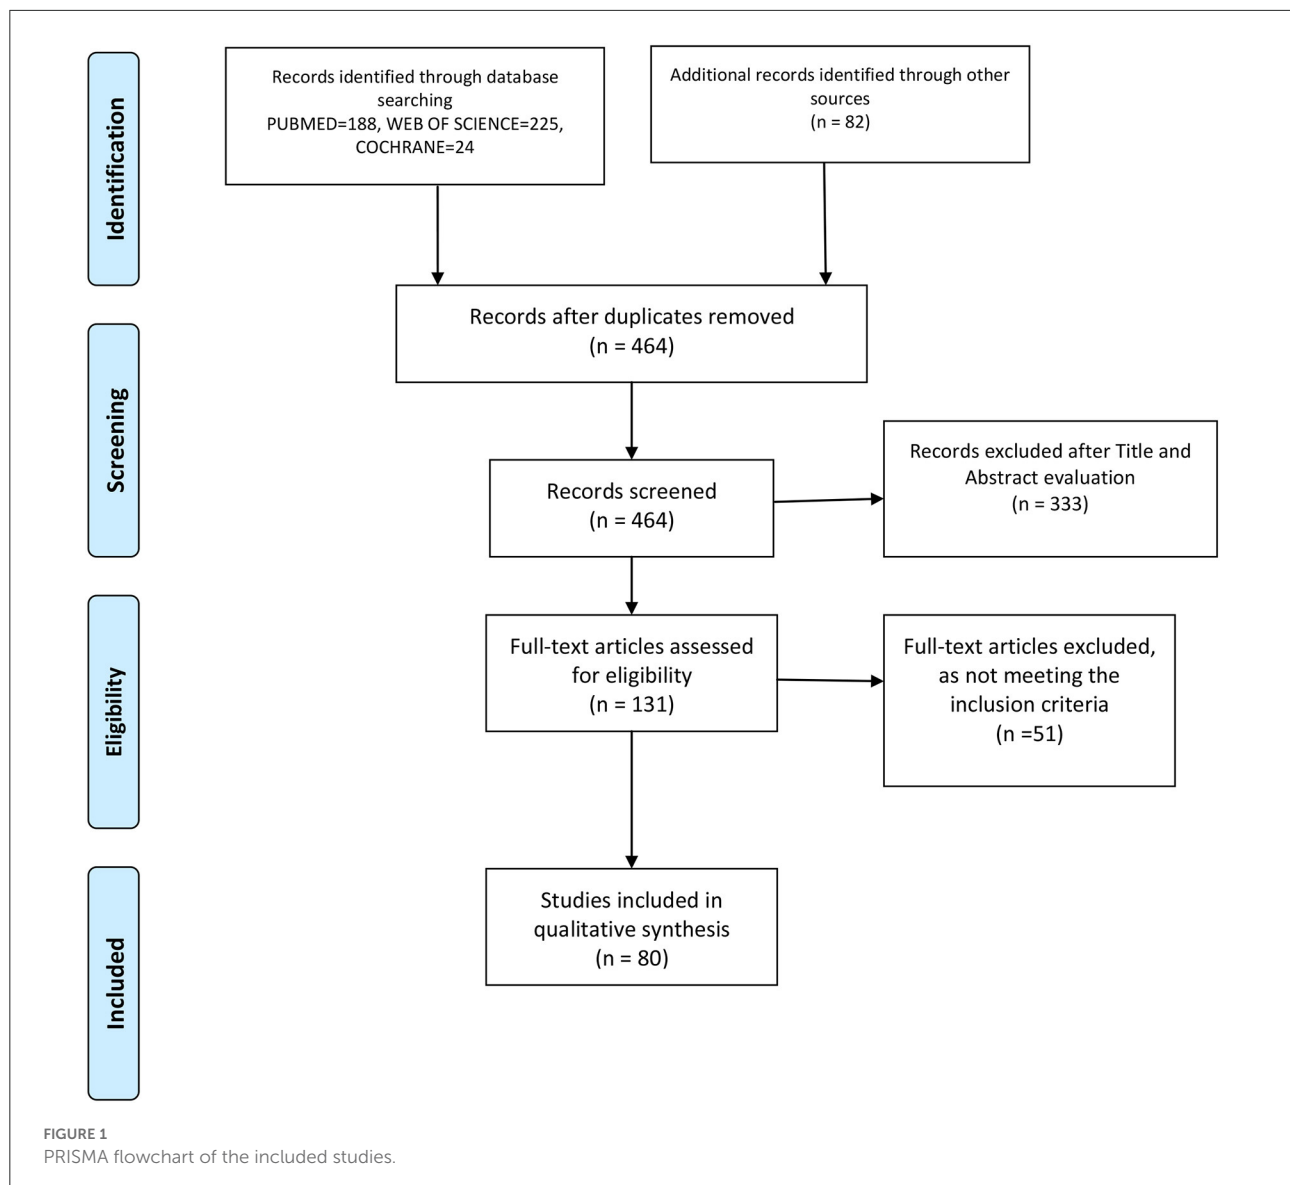 Identification
Records identified through database
searching
PUBMED=188, WEB OF SCIENCE=225,
COCHRANE=24
Additional records identified through other
sources
(n = 82)
Records after duplicates removed
(n = 464)
Screening
Records screened
(n = 464)
Records excluded after Title and
Abstract evaluation
(n = 333)
Eligibility
Full-text articles assessed
for eligibility
(n = 131)
Full-text articles excluded,
as not meeting the
inclusion criteria
(n =51)
Included
Studies included in
qualitative synthesis
(n = 80)
FIGURE 1
PRISMA flowchart of the included studies.